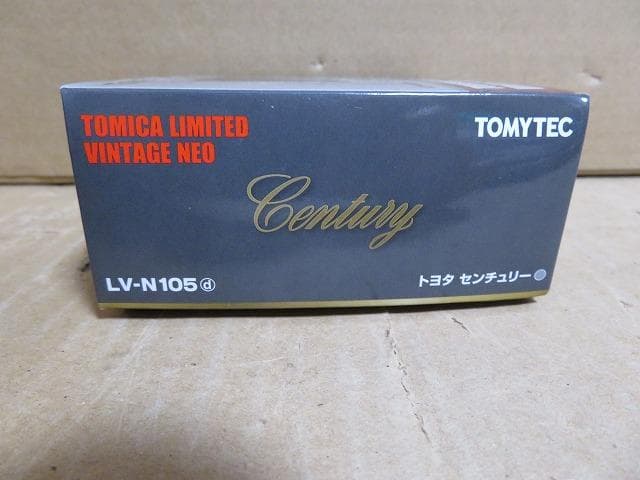 TOMICA LIMITED
VINTAGE NEO
TOMYTEC
Century
LV-N105ⓓ
トヨタ センチュリー